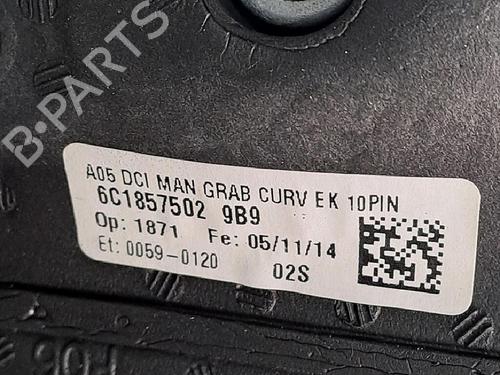 B-PARTS
A05 DCI MAN GRAB CURV EK 10PIN
6C1857502 9B9
Op: 1871 Fe: 05/11/14
Et: 0059-0120 02S